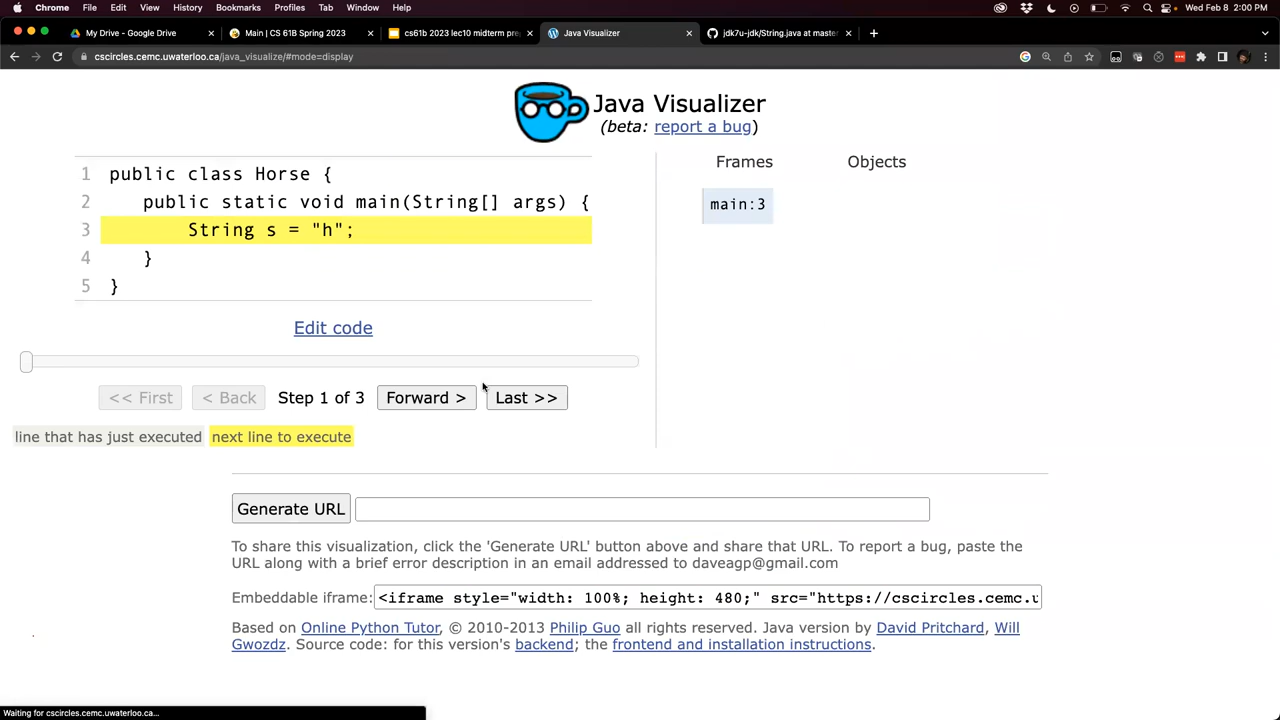 Chrome File Edit View History Bookmarks Profiles Tab Window Help Wed Feb 8 2:00 PM
My Drive - Google Drive Main | CS 61B Spring 2023 cs61b 2023 lec10 midterm pre Java Visualizer jdk7u-jdk/String.java at master
cscircles.cemc.uwaterloo.ca/java_visualize/#mode=display
Java Visualizer
(beta: report a bug)
Frames Objects
1 public class Horse {
2 public static void main(String[] args) {
3 String s = "h";
4 }
5 }
main:3
Edit code
<< First < Back Step 1 of 3 Forward > Last >>
line that has just executed next line to execute
Generate URL
To share this visualization, click the 'Generate URL' button above and share that URL. To report a bug, paste the
URL along with a brief error description in an email addressed to daveagp@gmail.com
Embeddable iframe: <iframe style="width: 100%; height: 480;" src="https://cscircles.cemc.u
Based on Online Python Tutor, © 2010-2013 Philip Guo all rights reserved. Java version by David Pritchard, Will
Gwozdz. Source code: for this version's backend; the frontend and installation instructions.
Waiting for cscircles.cemc.uwaterloo.ca...